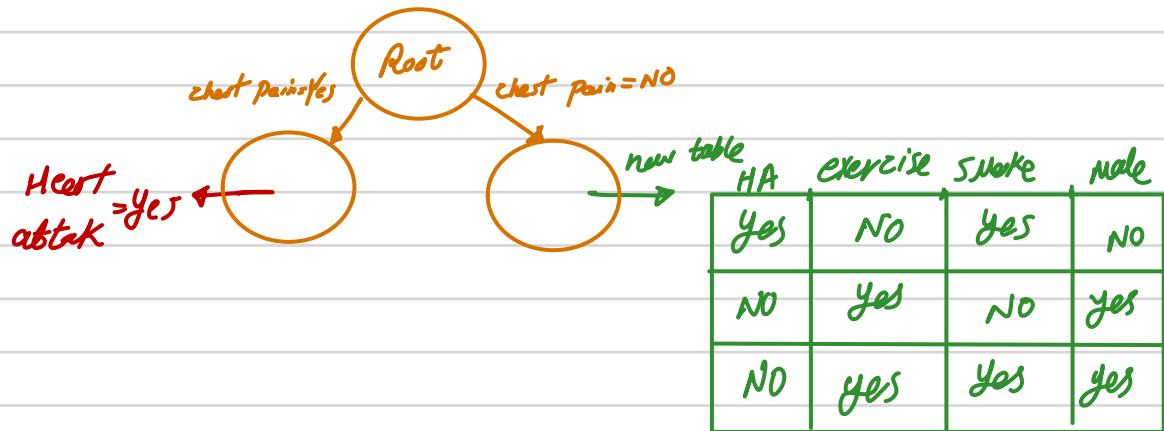 Root
chest pain=Yes
chest pain=NO
new table
Heart
attak
=Yes
HA exercise smoke Male
Yes NO Yes NO
NO Yes NO Yes
NO Yes Yes Yes